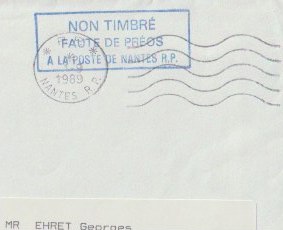 NON TIMBRÉ
FAUTE DE PRÉOS
A LA POSTE DE NANTES R.P.
1989
NANTES R.P.
MR EHRET Georges